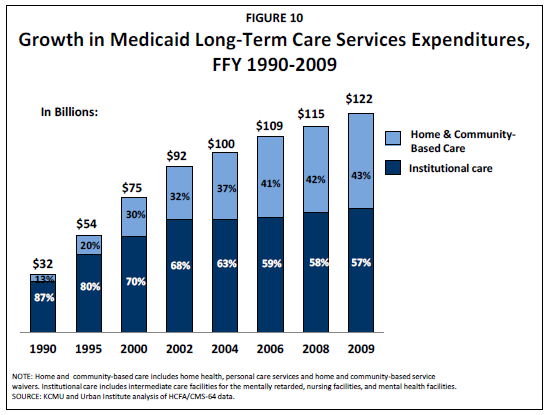 FIGURE 10
Growth in Medicaid Long-Term Care Services Expenditures,
FFY 1990-2009
In Billions:
$32
$54
$75
$92
$100
$109
$115
$122
Home & Community-
Based Care
Institutional care
13%
20%
30%
32%
37%
41%
42%
43%
87%
80%
70%
68%
63%
59%
58%
57%
1990 1995 2000 2002 2004 2006 2008 2009
NOTE: Home and community-based care includes home health, personal care services and home and community-based service
waivers. Institutional care includes intermediate care facilities for the mentally retarded, nursing facilities, and mental health facilities.
SOURCE: KCMU and Urban Institute analysis of HCFA/CMS-64 data.